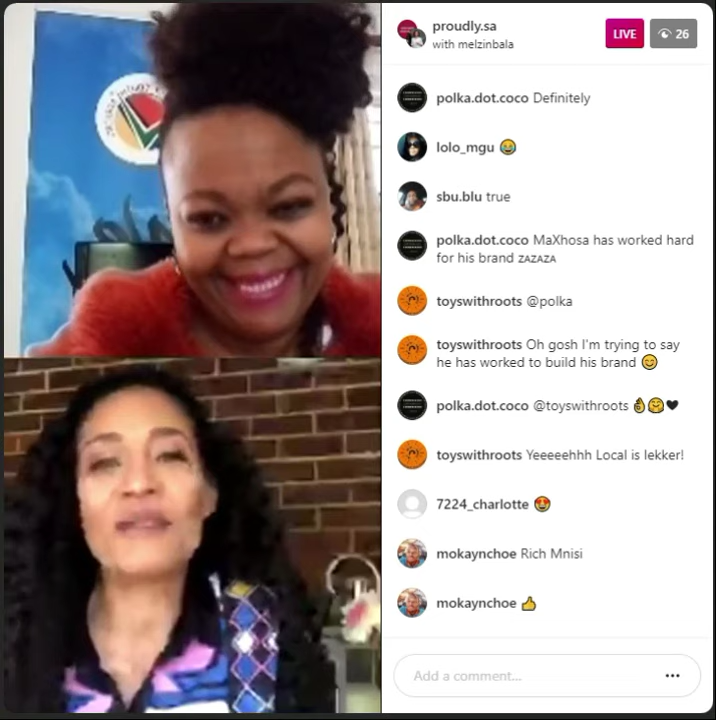 proudly.sa
with melzinbala
LIVE
26
polka.dot.coco Definitely
lolo_mgu 😂
sbu.blu true
polka.dot.coco MaXhosa has worked hard
for his brand ZAZAZA
toyswithroots @polka
toyswithroots Oh gosh I'm trying to say
he has worked to build his brand 😊
polka.dot.coco @toyswithroots 👌🤗🖤
toyswithroots Yeeeeehhh Local is lekker!
7224_charlotte 😍
mokaynchoe Rich Mnisi
mokaynchoe 👍
Add a comment...